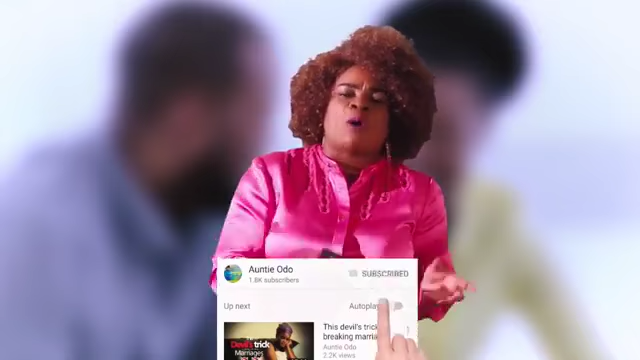 Auntie Odo
1.8K subscribers
SUBSCRIBED
Up next
Autoplay
Devil's trick
Marriages
This devil's trick
breaking
Auntie Odo
2.2K views